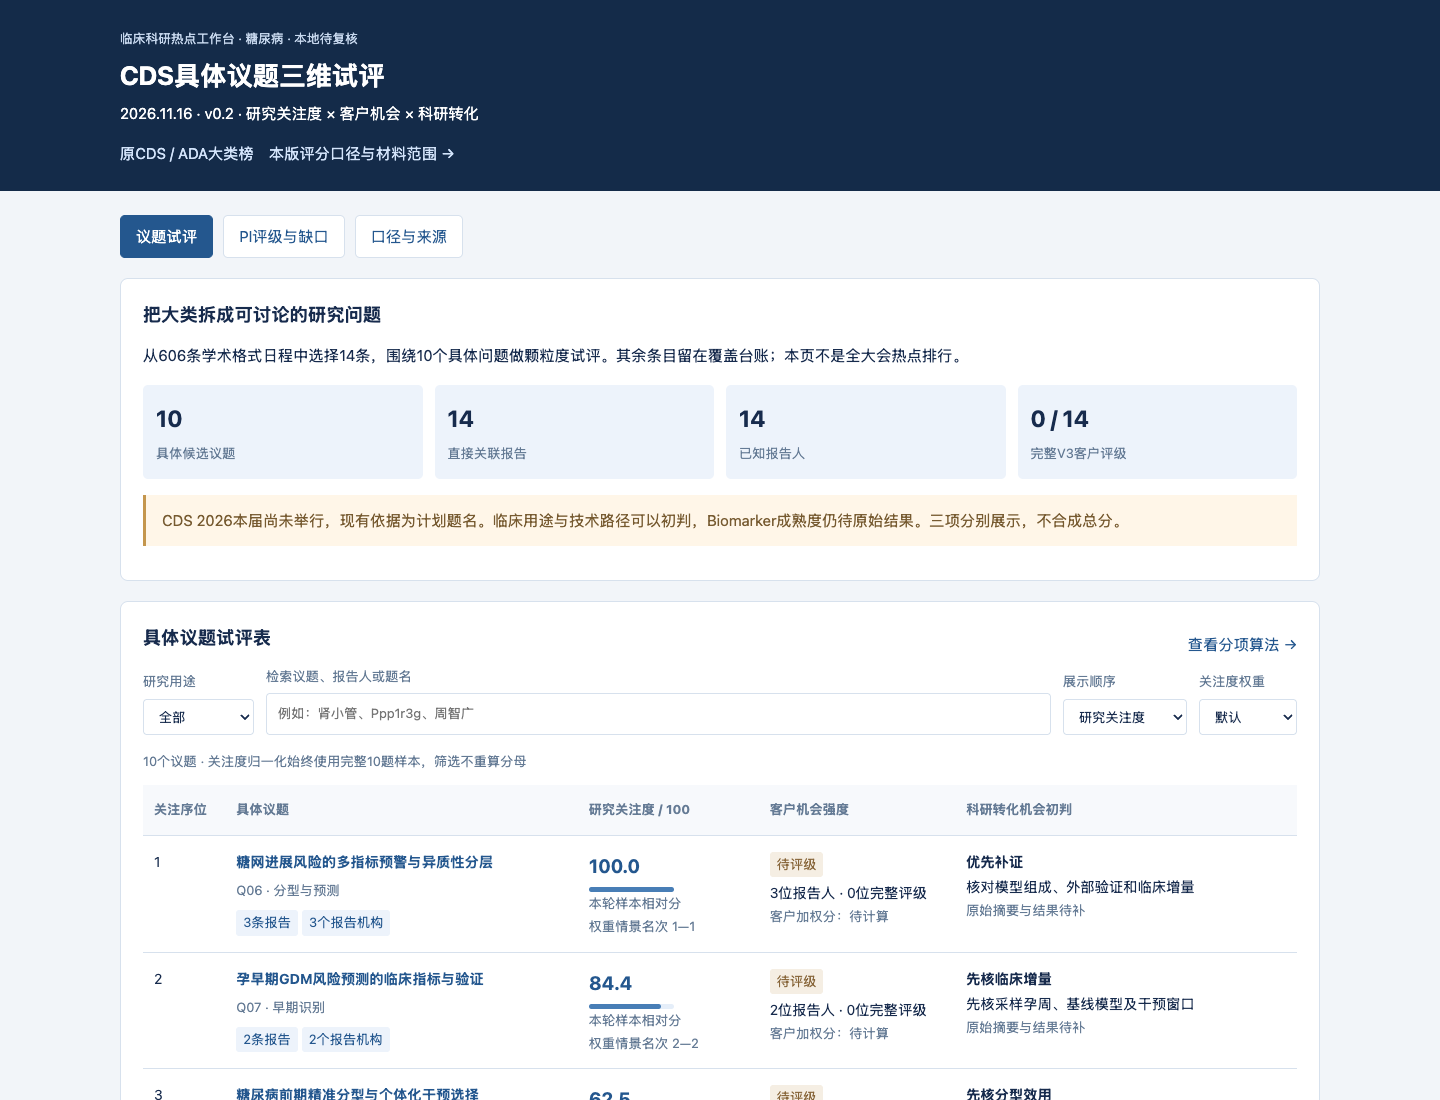 临床科研热点工作台 · 糖尿病 · 本地待复核
CDS具体议题三维试评
2026.11.16 · v0.2 · 研究关注度 × 客户机会 × 科研转化
原CDS / ADA大类榜 本版评分口径与材料范围 →
议题试评 PI评级与缺口 口径与来源
把大类拆成可讨论的研究问题
从606条学术格式日程中选择14条，围绕10个具体问题做颗粒度试评。其余条目留在覆盖台账；本页不是全大会热点排行。
10 14 14 0 / 14
具体候选议题 直接关联报告 已知报告人 完整V3客户评级
CDS 2026本届尚未举行，现有依据为计划题名。临床用途与技术路径可以初判，Biomarker成熟度仍待原始结果。三项分别展示，不合成总分。
具体议题试评表
查看分项算法 →
研究用途 检索议题、报告人或题名 展示顺序 关注度权重
全部 例如：肾小管、Ppp1r3g、周智广 研究关注度 默认
10个议题 · 关注度归一化始终使用完整10题样本，筛选不重算分母
关注序位 具体议题 研究关注度 / 100 客户机会强度 科研转化机会初判
1 糖网进展风险的多指标预警与异质性分层 100.0 待评级 优先补证
Q06 · 分型与预测 本轮样本相对分 3位报告人 · 0位完整评级 核对模型组成、外部验证和临床增量
3条报告 3个报告机构 权重情景名次 1—1 客户加权分：待计算 原始摘要与结果待补
2 孕早期GDM风险预测的临床指标与验证 84.4 待评级 先核临床增量
Q07 · 早期识别 本轮样本相对分 2位报告人 · 0位完整评级 先核采样孕周、基线模型及干预窗口
2条报告 2个报告机构 权重情景名次 2—2 客户加权分：待计算 原始摘要与结果待补
3 糖尿病前期精准分型与个体化干预选择 62.5 待评级 先核分型效用